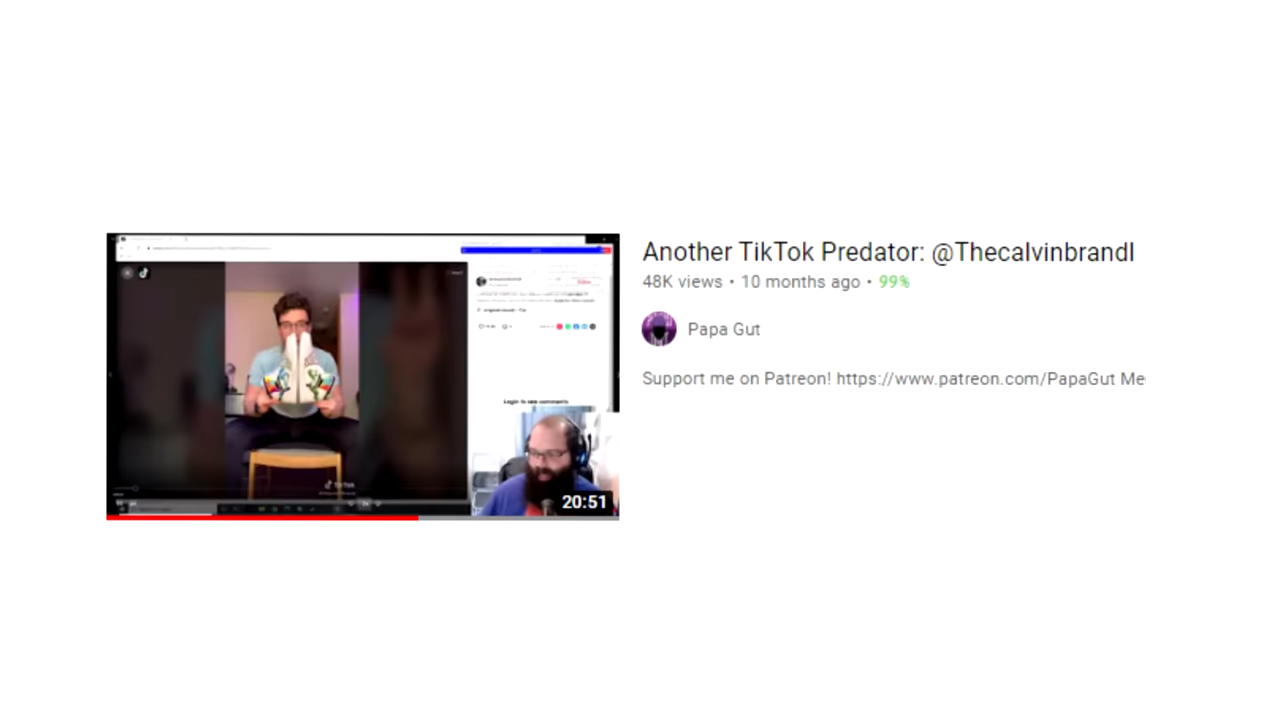 Another TikTok Predator: @Thecalvinbrandl
48K views • 10 months ago • 99%
Papa Gut
Support me on Patreon! https://www.patreon.com/PapaGut Me
Login to see comments
TikTok
20:51